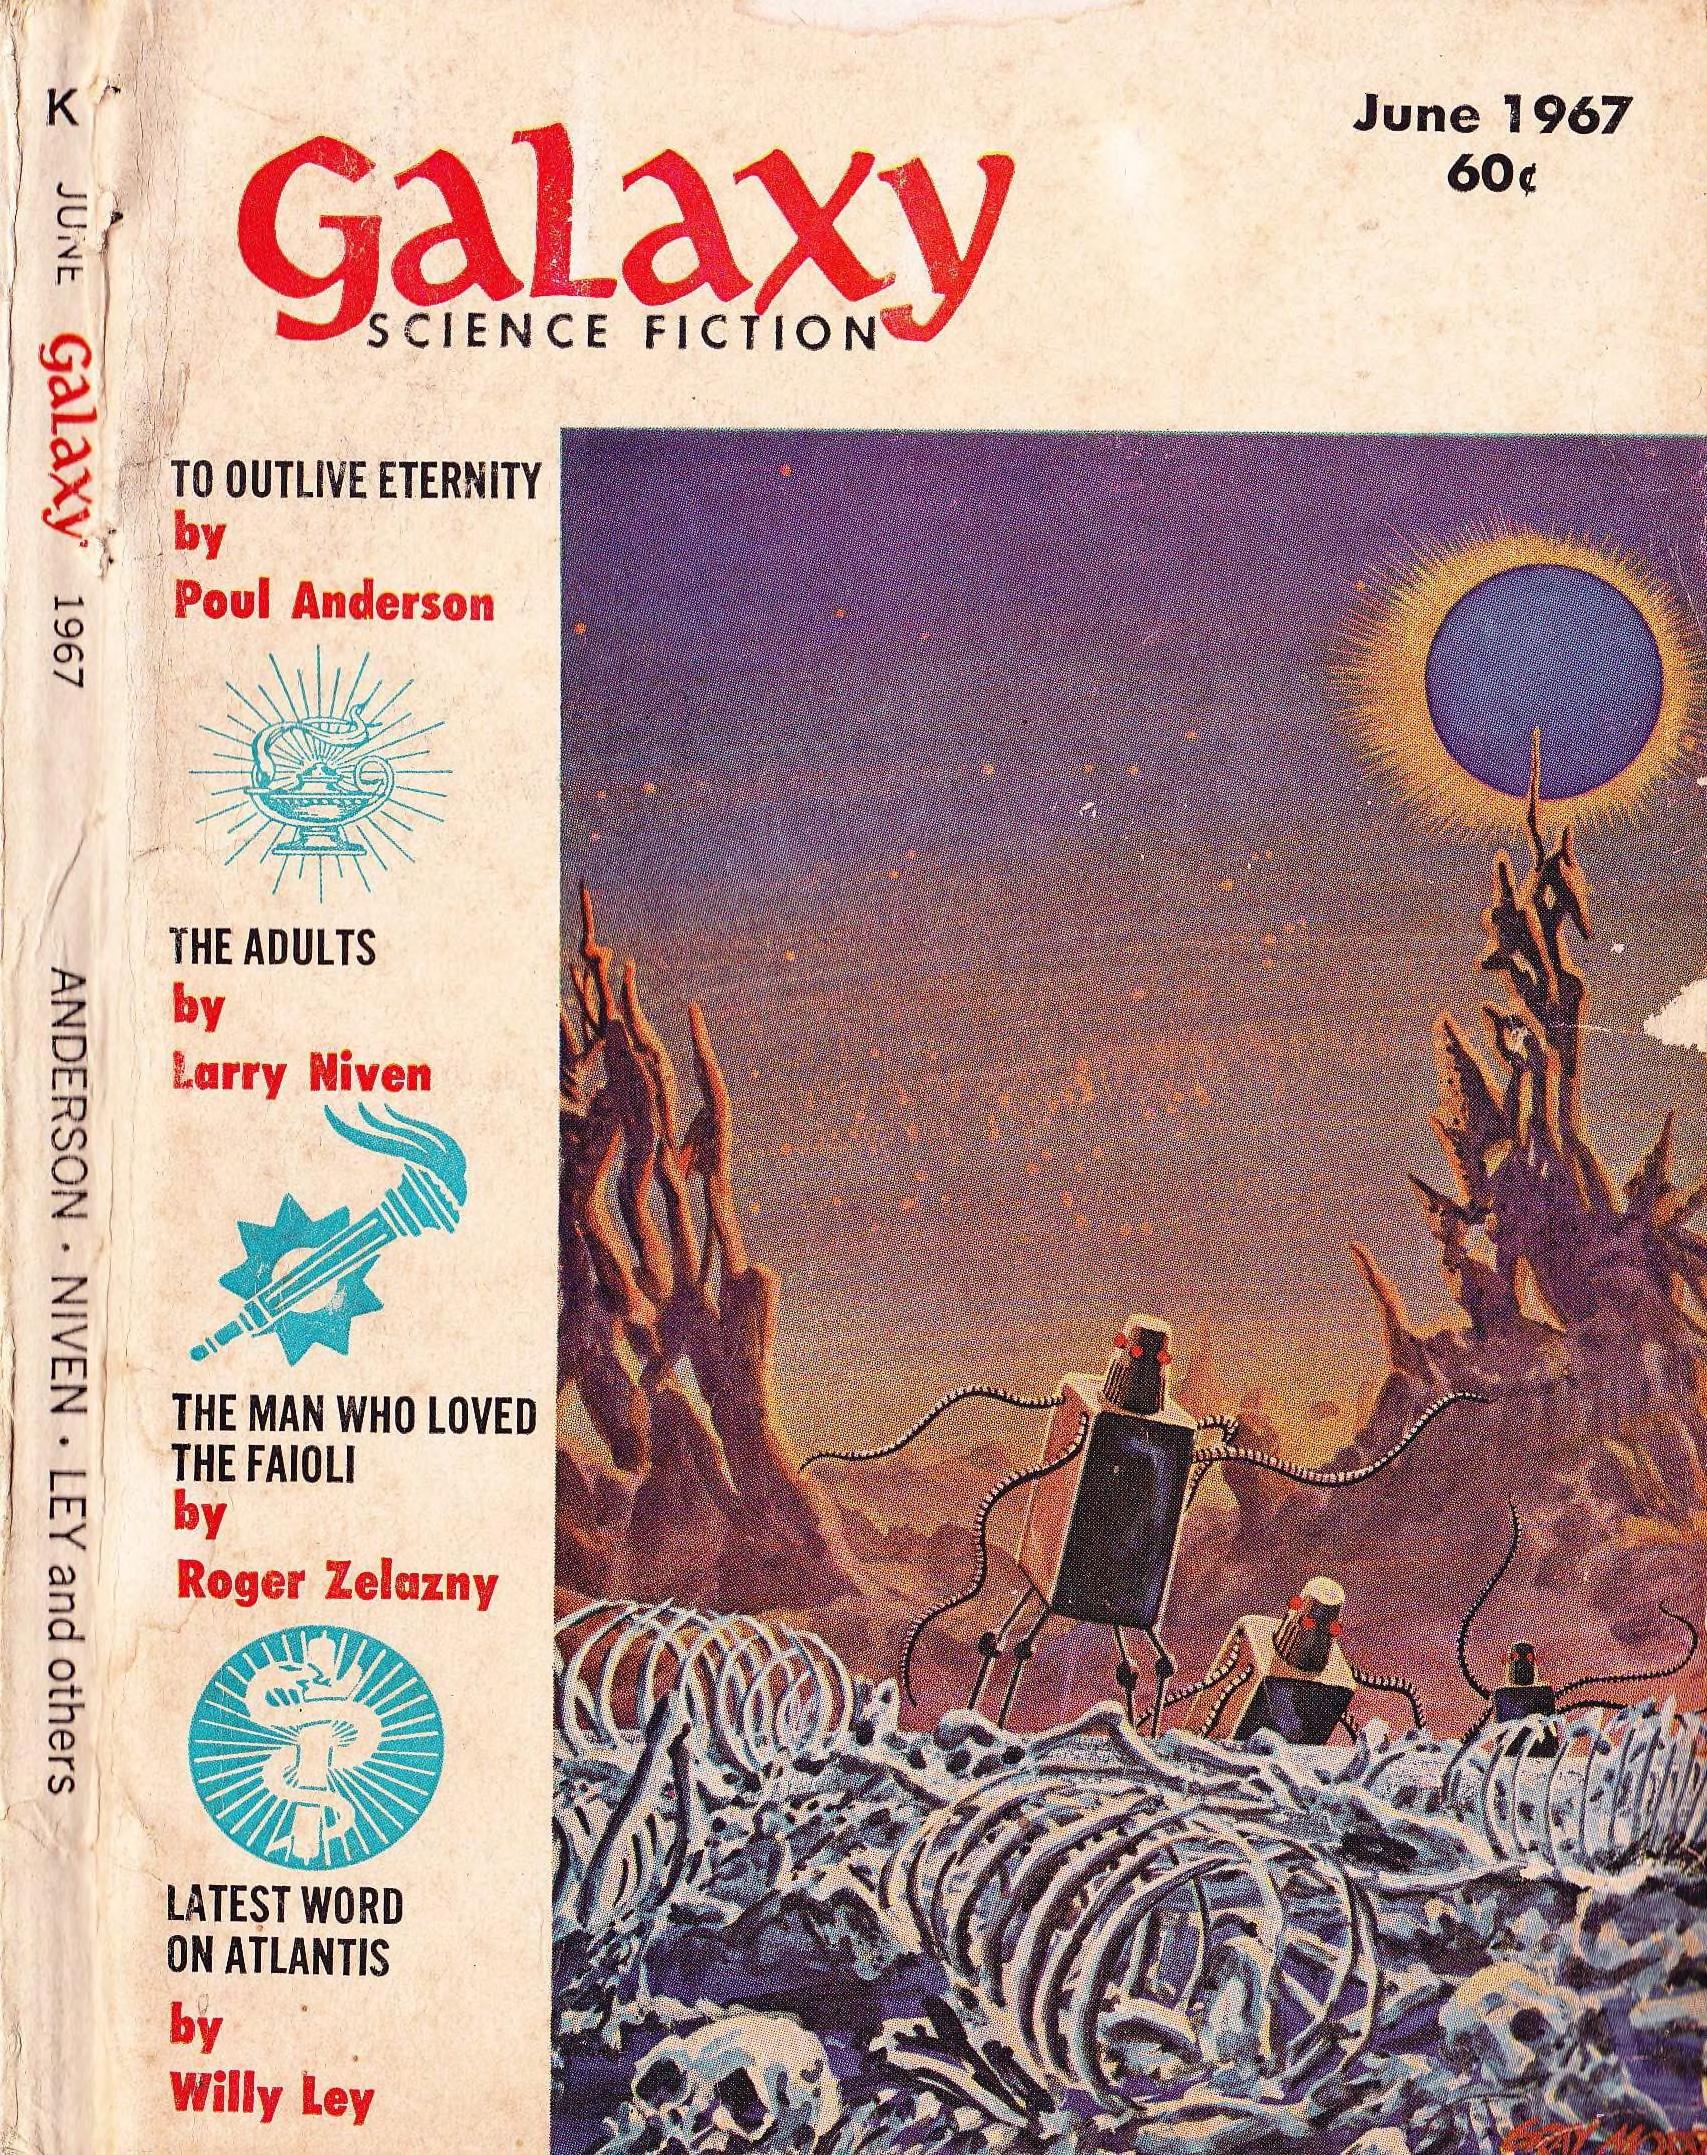 K JUNE Galaxy 1967 ANDERSON · NIVEN · LEY and others
Galaxy
SCIENCE FICTION
June 1967
60¢
TO OUTLIVE ETERNITY
by
Poul Anderson
THE ADULTS
by
Larry Niven
THE MAN WHO LOVED
THE FAIOLI
by
Roger Zelazny
LATEST WORD
ON ATLANTIS
by
Willy Ley